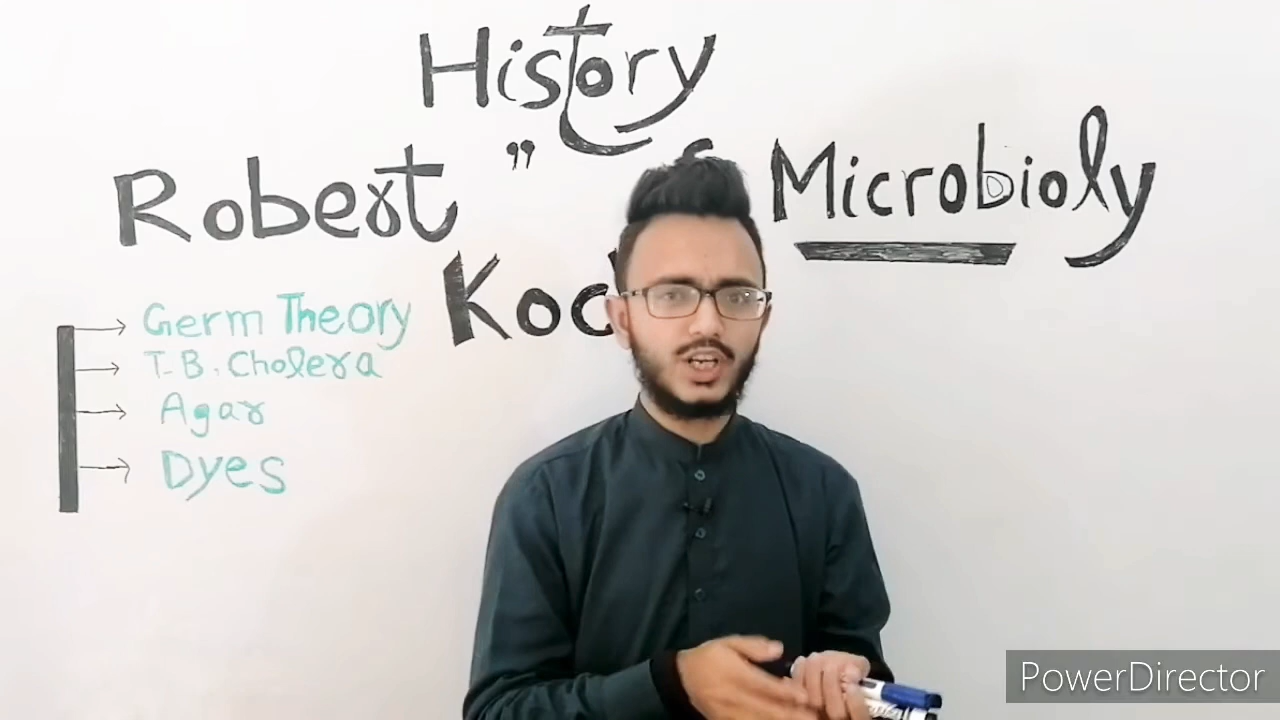 History
"
Microbioly
Robert
Koc
Germ Theory
T-B. Cholera
Agar
Dyes
PowerDirector